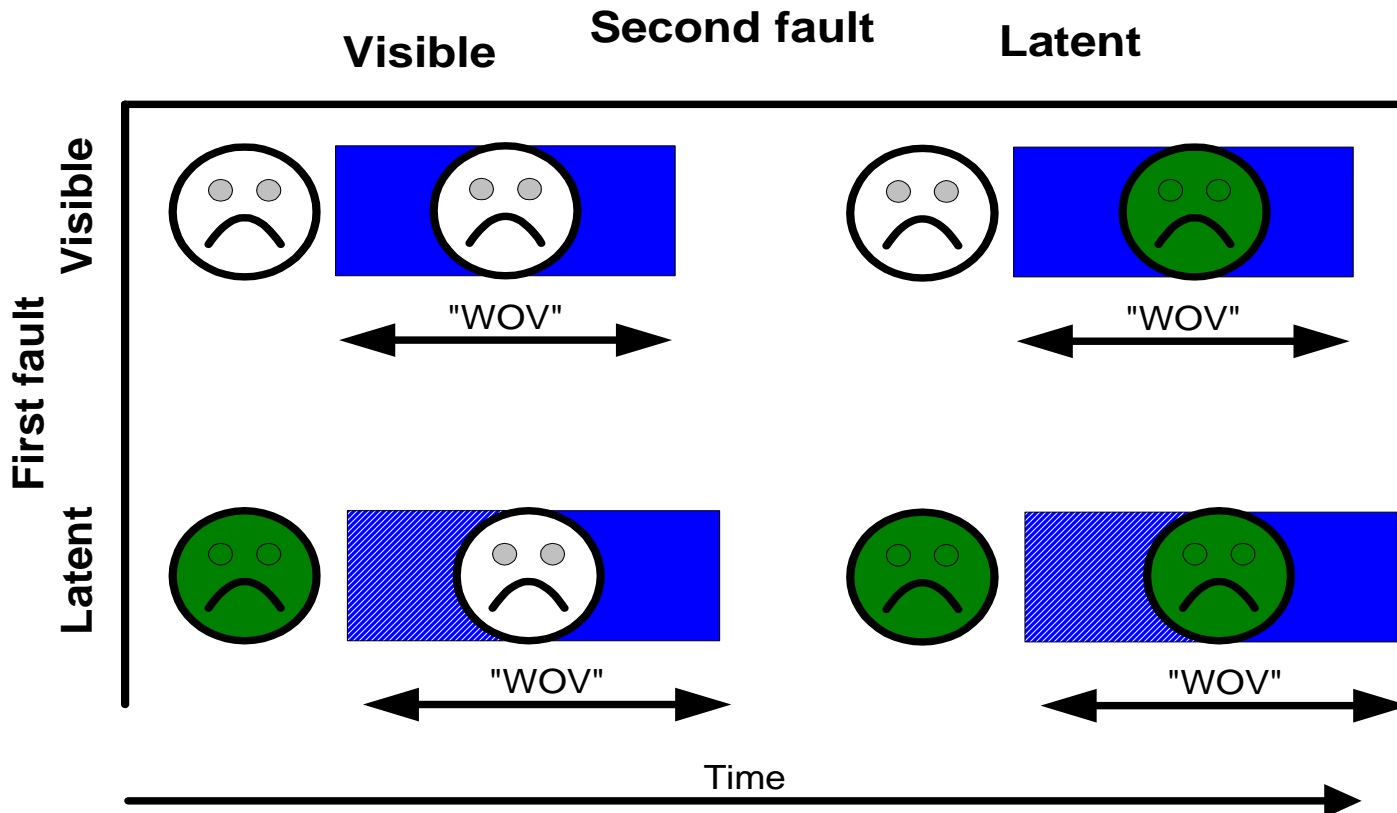 Second fault
Visible
Latent
First fault
Visible
"WOV"
"WOV"
Latent
"WOV"
"WOV"
Time